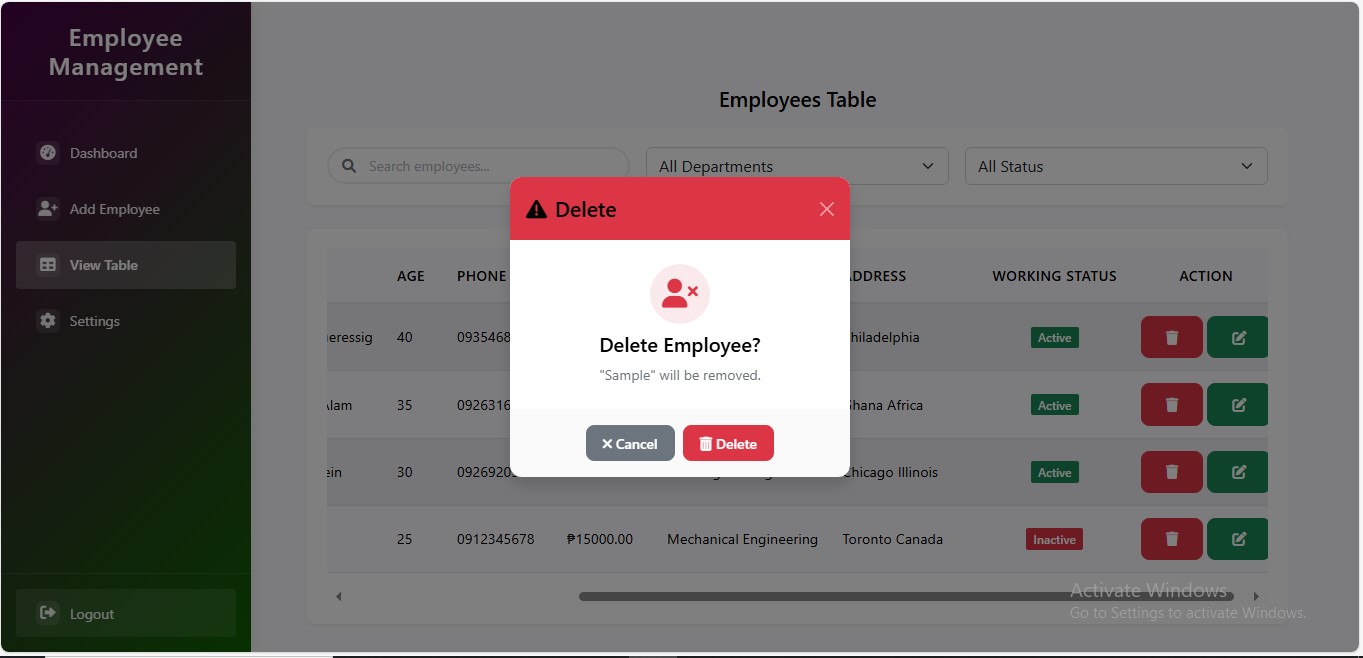 Employee
Management
Dashboard
Add Employee
View Table
Settings
Logout
Employees Table
Search employees...
All Departments
All Status
AGE PHONE ADDRESS WORKING STATUS ACTION
eressig 40 0935468 hiladelphia Active
Alam 35 0926316 Ghana Africa Active
ein 30 0926920 Chicago Illinois Active
25 0912345678 ₱15000.00 Mechanical Engineering Toronto Canada Inactive
Delete
Delete Employee?
"Sample" will be removed.
Cancel
Delete
Activate Windows
Go to Settings to activate Windows.